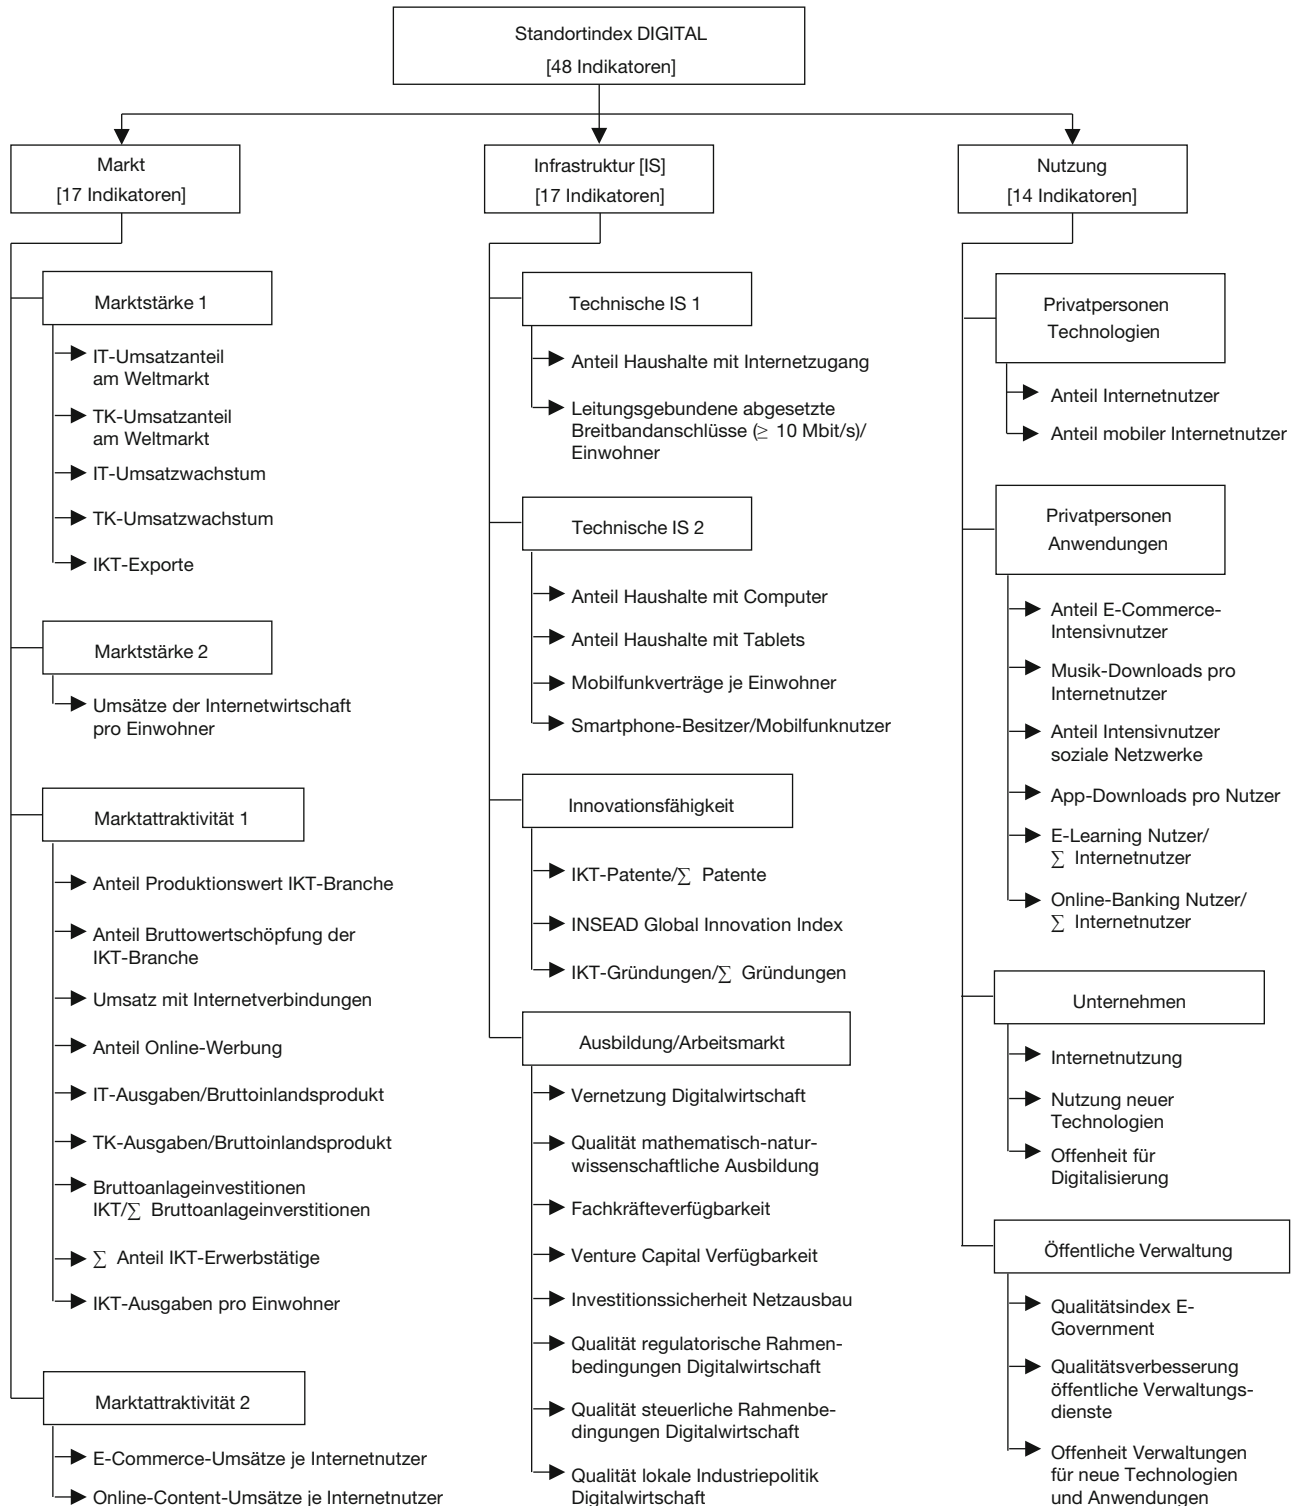 Standortindex DIGITAL
[48 Indikatoren]
Markt
[17 Indikatoren]
Marktstärke 1
IT-Umsatzanteil
am Weltmarkt
TK-Umsatzanteil
am Weltmarkt
IT-Umsatzwachstum
TK-Umsatzwachstum
IKT-Exporte
Marktstärke 2
Umsätze der Internetwirtschaft
pro Einwohner
Marktattraktivität 1
Anteil Produktionswert IKT-Branche
Anteil Bruttowertschöpfung der
IKT-Branche
Umsatz mit Internetverbindungen
Anteil Online-Werbung
IT-Ausgaben/Bruttoinlandsprodukt
TK-Ausgaben/Bruttoinlandsprodukt
Bruttoanlageinvestitionen
IKT/∑ Bruttoanlageinverstitionen
∑ Anteil IKT-Erwerbstätige
IKT-Ausgaben pro Einwohner
Marktattraktivität 2
E-Commerce-Umsätze je Internetnutzer
Online-Content-Umsätze je Internetnutzer
Infrastruktur [IS]
[17 Indikatoren]
Technische IS 1
Anteil Haushalte mit Internetzugang
Leitungsgebundene abgesetzte
Breitbandanschlüsse (≥ 10 Mbit/s)/
Einwohner
Technische IS 2
Anteil Haushalte mit Computer
Anteil Haushalte mit Tablets
Mobilfunkverträge je Einwohner
Smartphone-Besitzer/Mobilfunknutzer
Innovationsfähigkeit
IKT-Patente/∑ Patente
INSEAD Global Innovation Index
IKT-Gründungen/∑ Gründungen
Ausbildung/Arbeitsmarkt
Vernetzung Digitalwirtschaft
Qualität mathematisch-natur-
wissenschaftliche Ausbildung
Fachkräfteverfügbarkeit
Venture Capital Verfügbarkeit
Investitionssicherheit Netzausbau
Qualität regulatorische Rahmen-
bedingungen Digitalwirtschaft
Qualität steuerliche Rahmenbe-
dingungen Digitalwirtschaft
Qualität lokale Industriepolitik
Digitalwirtschaft
Nutzung
[14 Indikatoren]
Privatpersonen
Technologien
Anteil Internetnutzer
Anteil mobiler Internetnutzer
Privatpersonen
Anwendungen
Anteil E-Commerce-
Intensivnutzer
Musik-Downloads pro
Internetnutzer
Anteil Intensivnutzer
soziale Netzwerke
App-Downloads pro Nutzer
E-Learning Nutzer/
∑ Internetnutzer
Online-Banking Nutzer/
∑ Internetnutzer
Unternehmen
Internetnutzung
Nutzung neuer
Technologien
Offenheit für
Digitalisierung
Öffentliche Verwaltung
Qualitätsindex E-
Government
Qualitätsverbesserung
öffentliche Verwaltungs-
dienste
Offenheit Verwaltungen
für neue Technologien
und Anwendungen